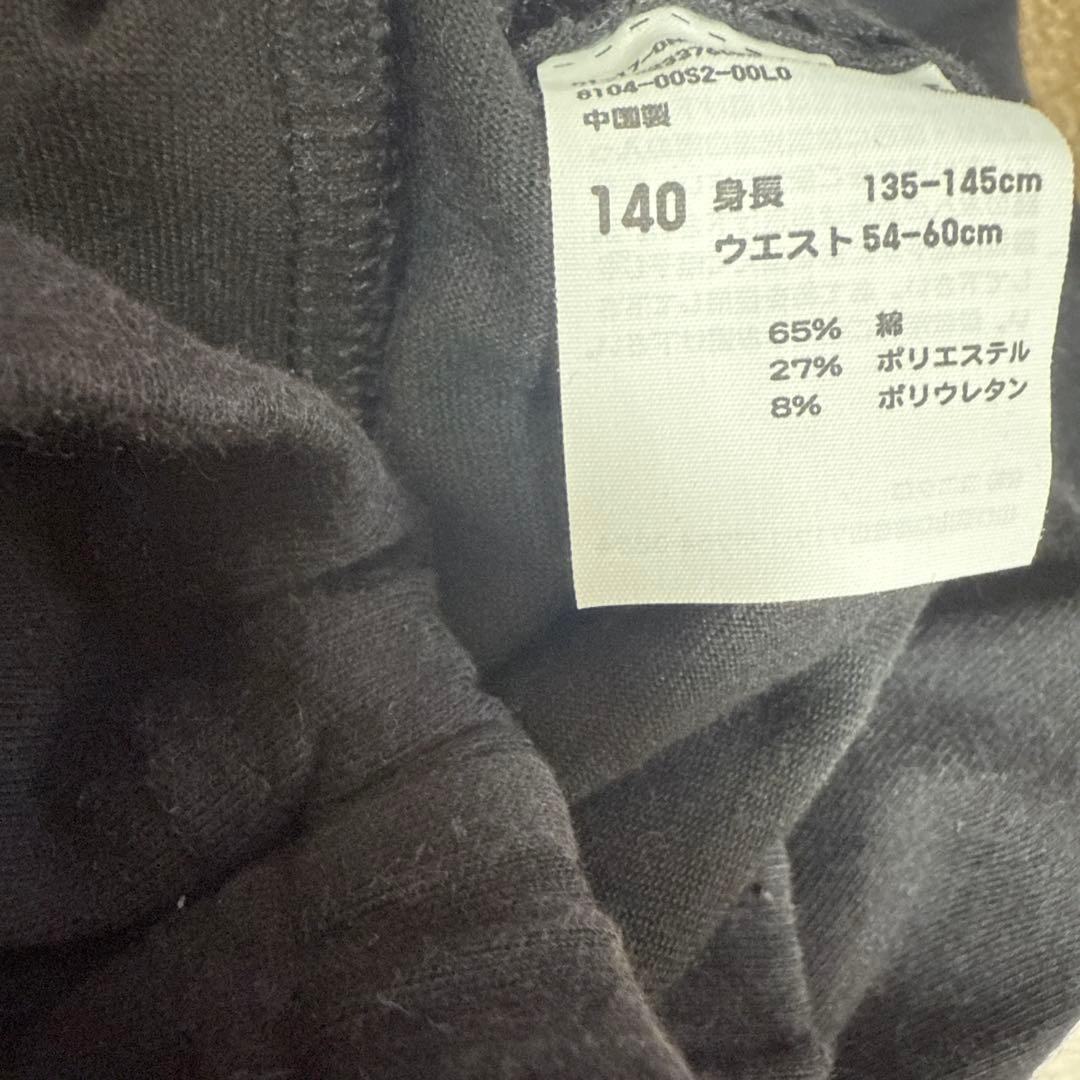 8104-00S2-00L0
中国製
140 身長 135-145cm
ウエスト 54-60cm
65% 綿
27% ポリエステル
8% ポリウレタン